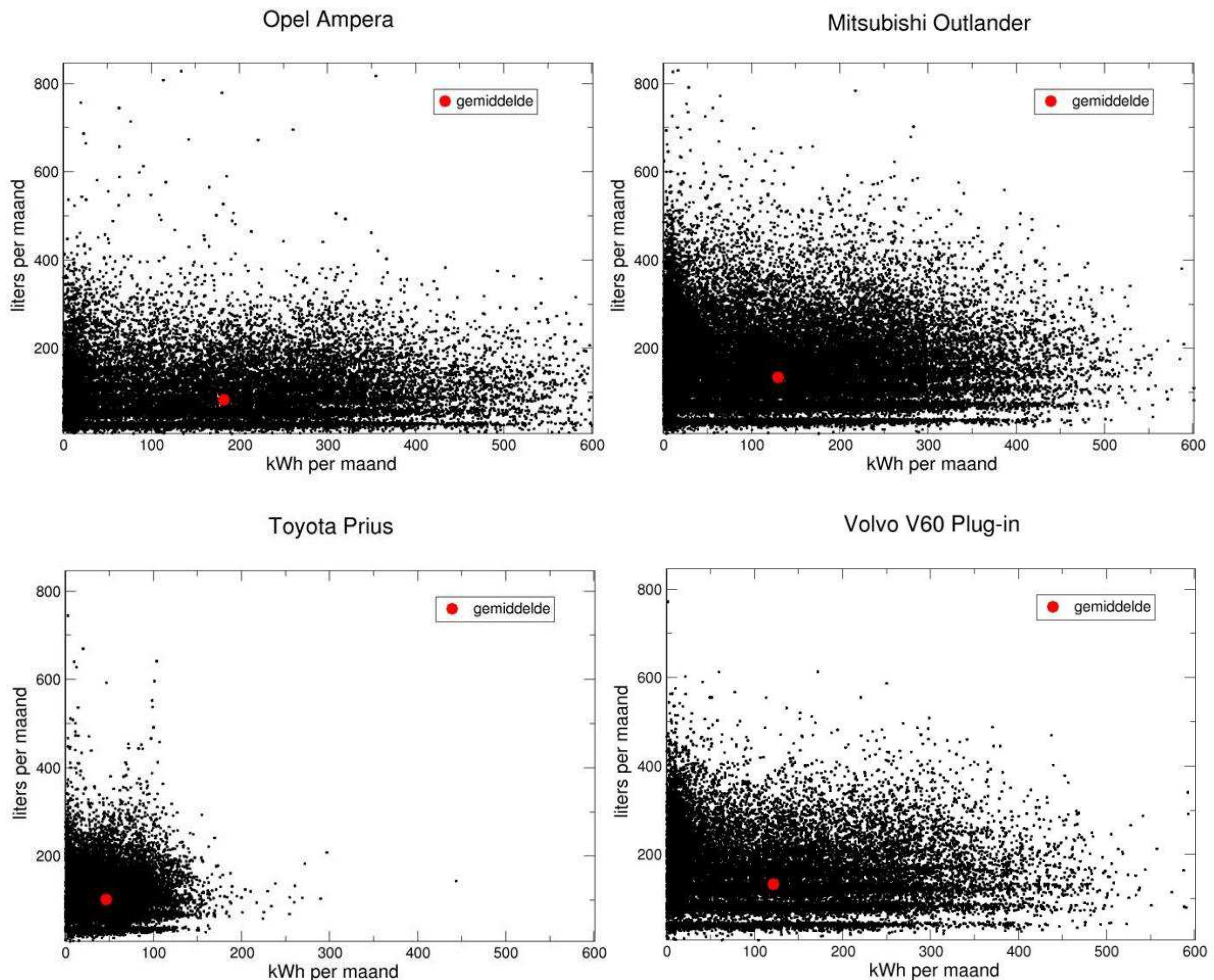 Opel Ampera
800
600
400
200
liters per maand
gemiddelde
0 100 200 300 400 500 600
kWh per maand
Mitsubishi Outlander
800
600
400
200
liters per maand
gemiddelde
0 100 200 300 400 500 600
kWh per maand
Toyota Prius
800
600
400
200
liters per maand
gemiddelde
0 100 200 300 400 500 600
kWh per maand
Volvo V60 Plug-in
800
600
400
200
liters per maand
gemiddelde
0 100 200 300 400 500 600
kWh per maand